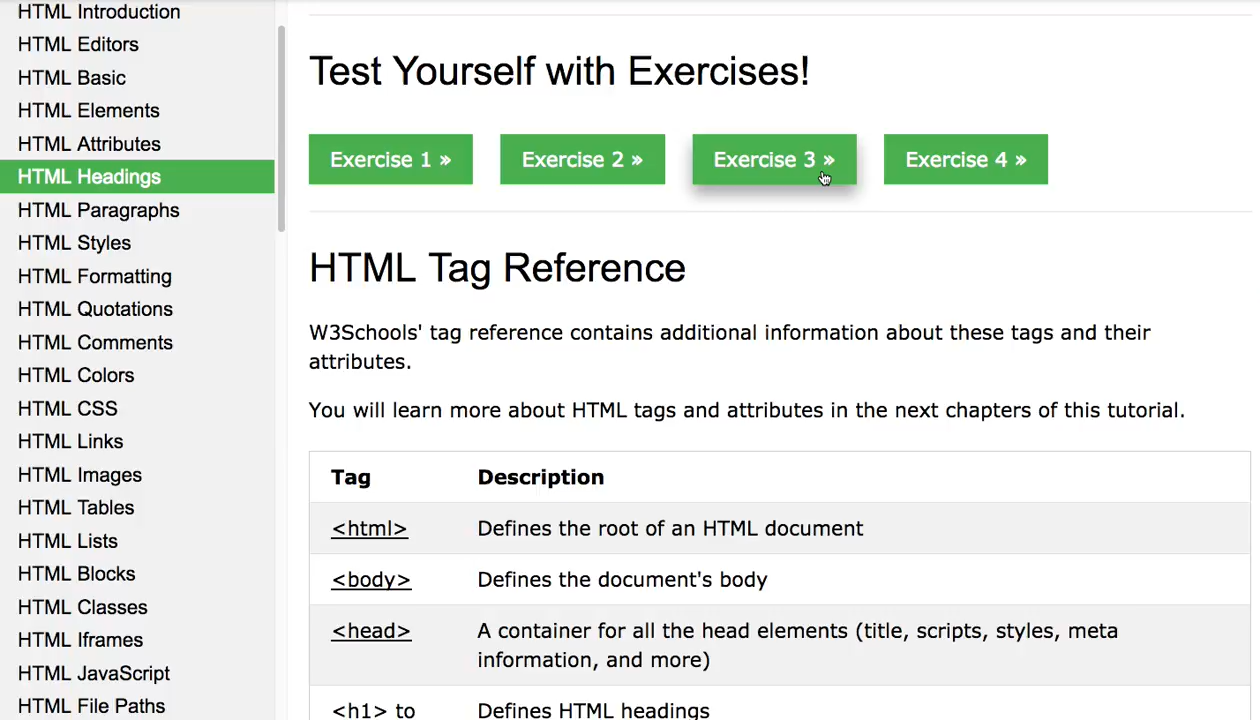 HTML Introduction
HTML Editors
HTML Basic
HTML Elements
HTML Attributes
HTML Headings
HTML Paragraphs
HTML Styles
HTML Formatting
HTML Quotations
HTML Comments
HTML Colors
HTML CSS
HTML Links
HTML Images
HTML Tables
HTML Lists
HTML Blocks
HTML Classes
HTML Iframes
HTML JavaScript
HTML File Paths
Test Yourself with Exercises!
Exercise 1 » Exercise 2 » Exercise 3 » Exercise 4 »
HTML Tag Reference
W3Schools' tag reference contains additional information about these tags and their
attributes.
You will learn more about HTML tags and attributes in the next chapters of this tutorial.
Tag Description
<html> Defines the root of an HTML document
<body> Defines the document's body
<head> A container for all the head elements (title, scripts, styles, meta
information, and more)
<h1> to Defines HTML headings